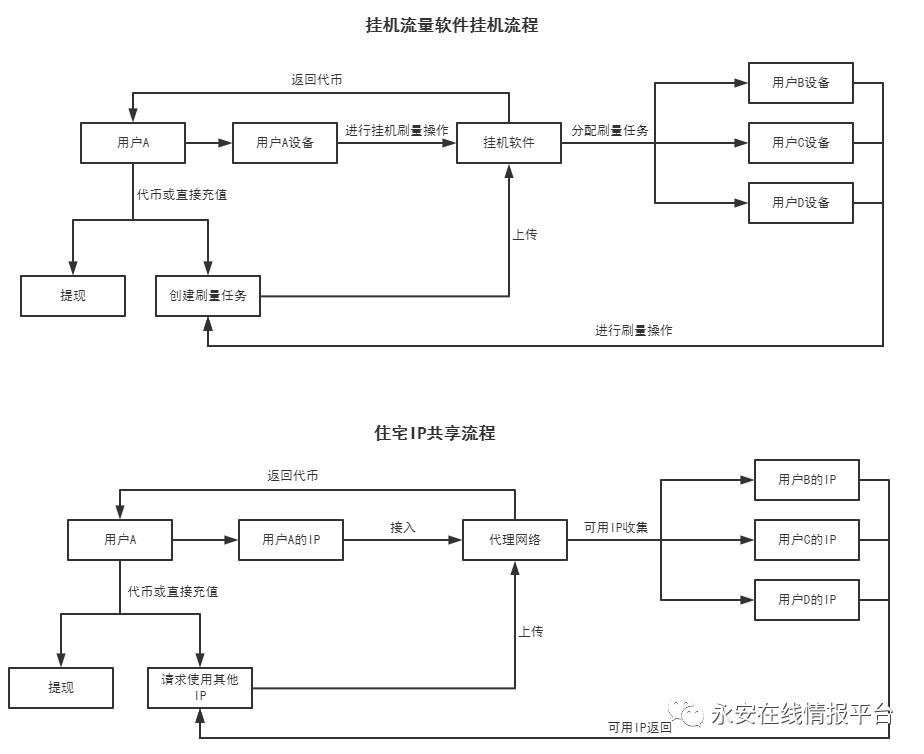 挂机流量软件挂机流程
返回代币
用户A
用户A设备
进行挂机刷量操作
挂机软件
分配刷量任务
用户B设备
用户C设备
用户D设备
代币或直接充值
上传
提现
创建刷量任务
进行刷量操作
住宅IP共享流程
返回代币
用户A
用户A的IP
接入
代理网络
可用IP收集
用户B的IP
用户C的IP
用户D的IP
代币或直接充值
上传
提现
请求使用其他
IP
可用IP返回
永安在线情报平台